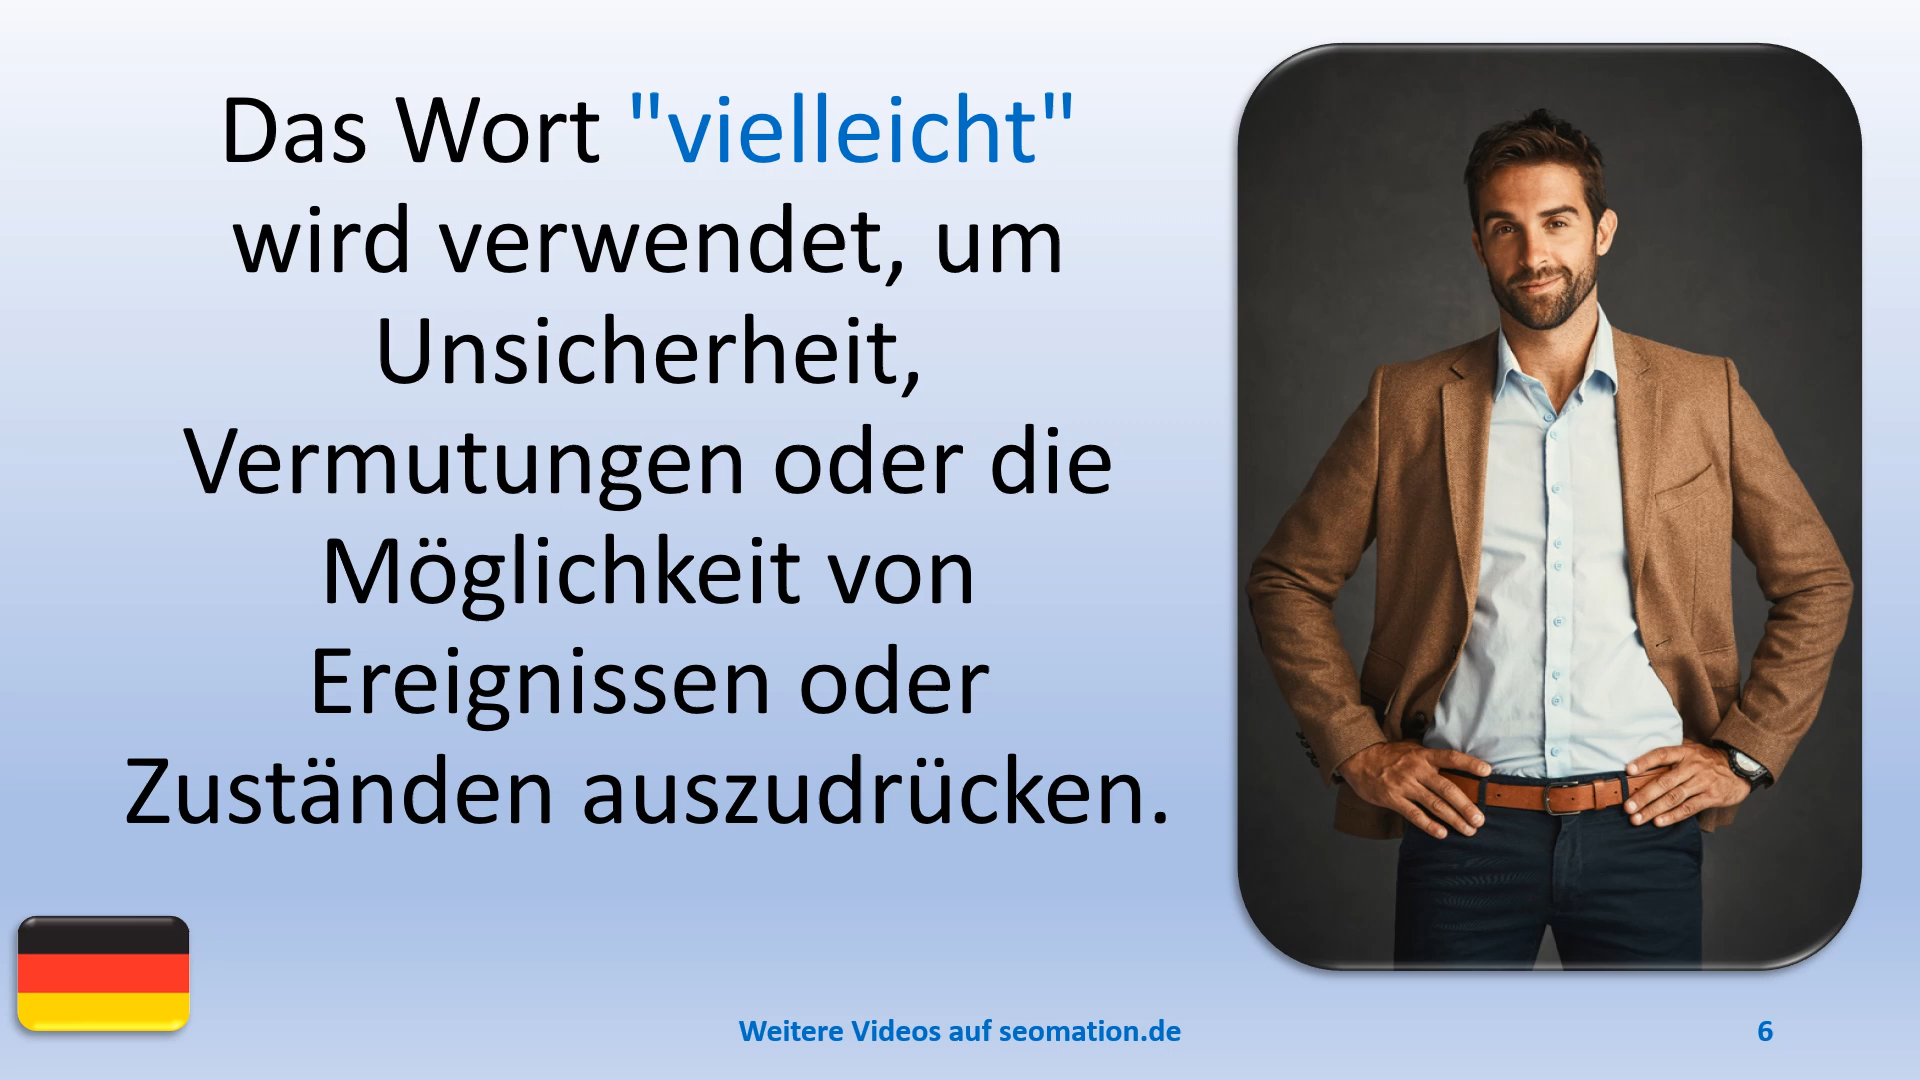 Das Wort "vielleicht"
wird verwendet, um
Unsicherheit,
Vermutungen oder die
Möglichkeit von
Ereignissen oder
Zuständen auszudrücken.
Weitere Videos auf seomation.de
6